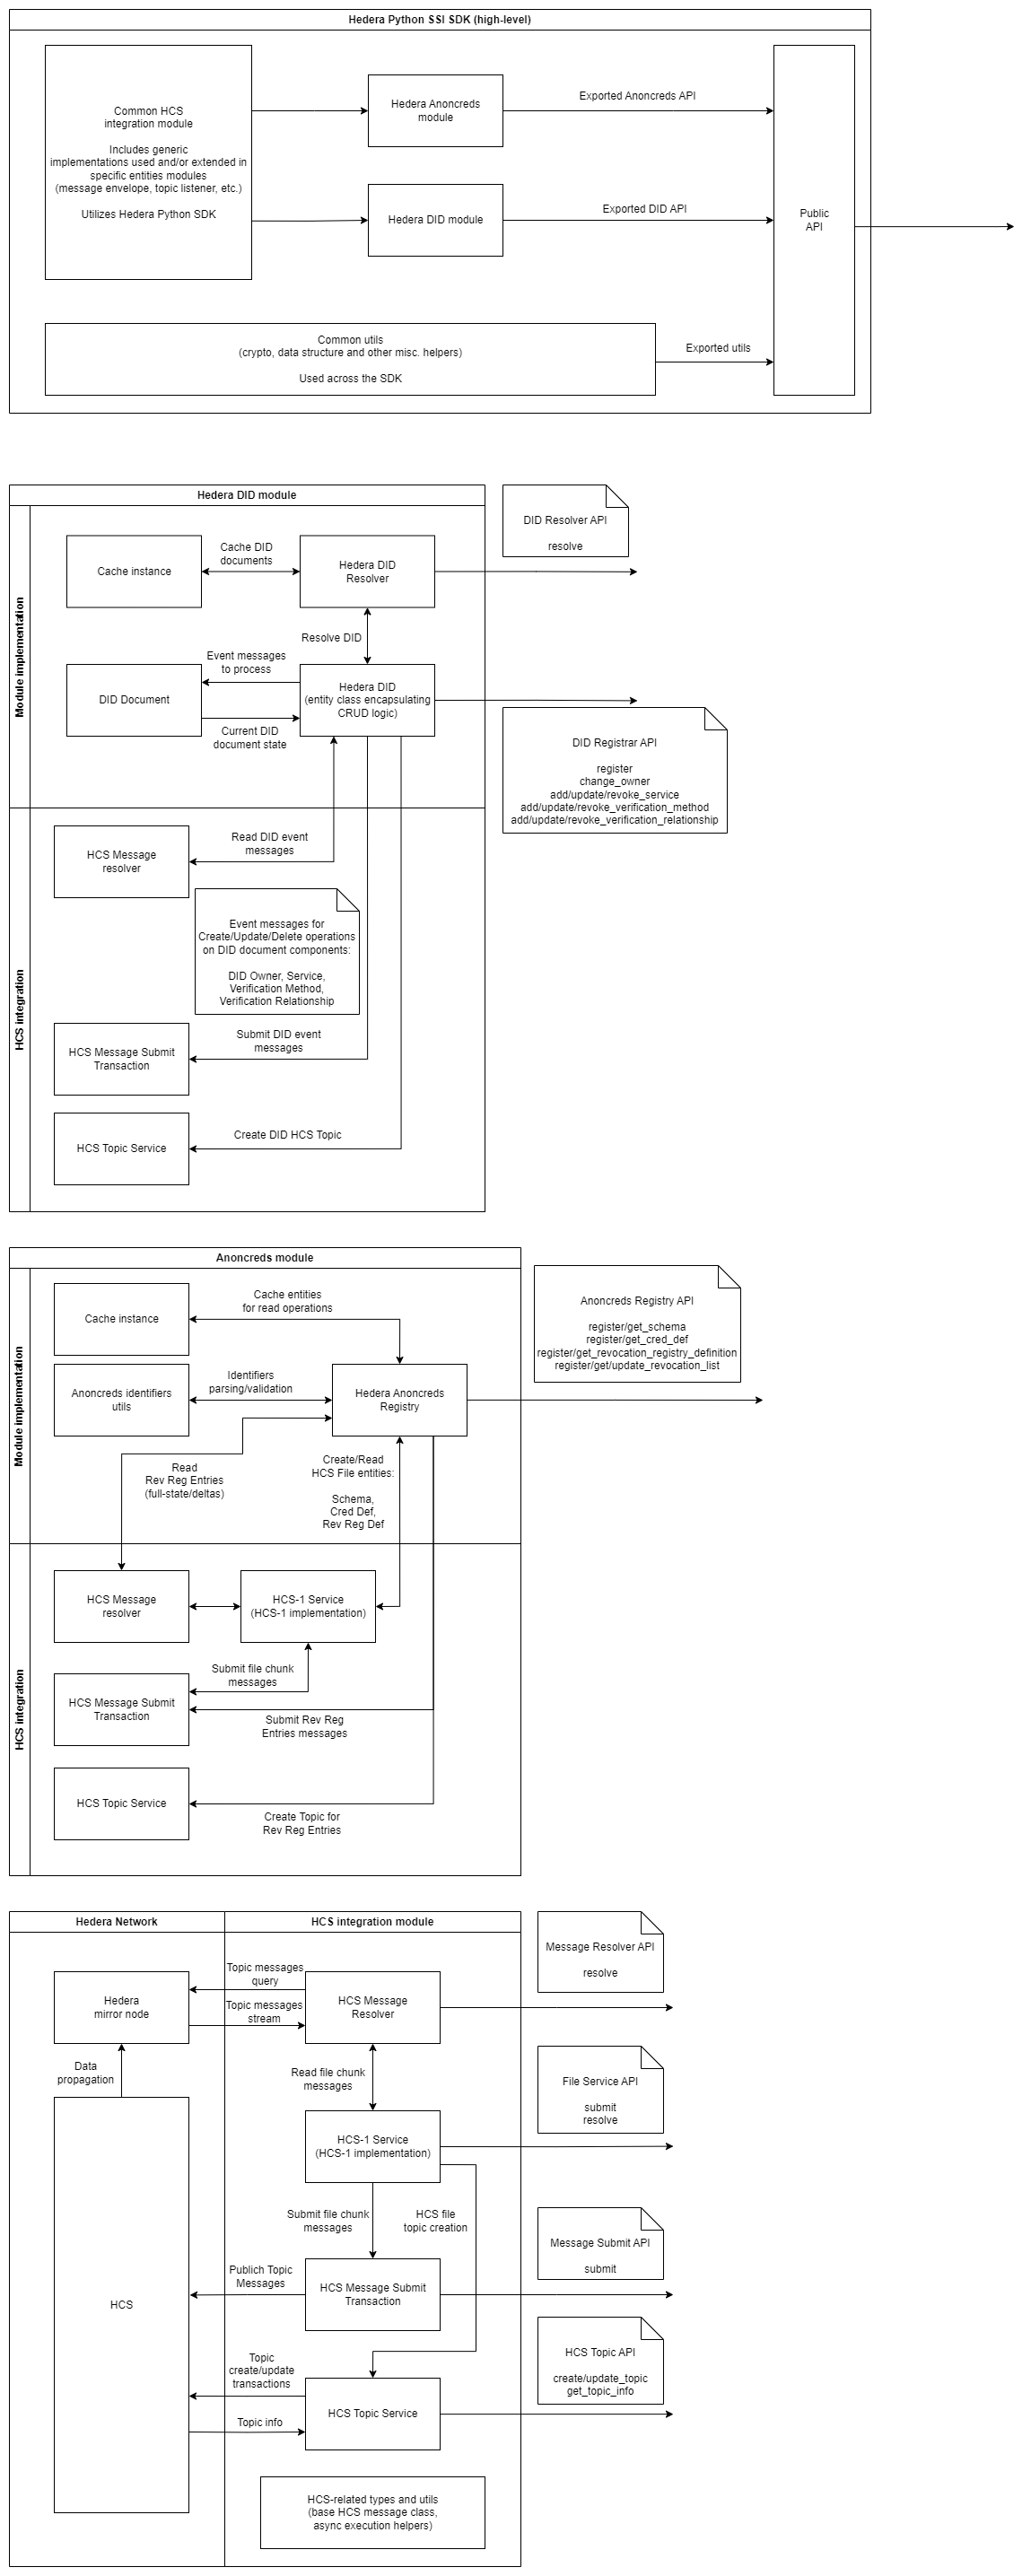 Hedera Python SSI SDK (high-level)
Common HCS
integration module
Includes generic
implementations used and/or extended in
specific entities modules
(message envelope, topic listener, etc.)
Utilizes Hedera Python SDK
Hedera Anoncreds
module
Exported Anoncreds API
Hedera DID module
Exported DID API
Public
API
Common utils
(crypto, data structure and other misc. helpers)
Used across the SDK
Exported utils
Hedera DID module
Module implementation
Cache instance
Cache DID
documents
Hedera DID
Resolver
DID Resolver API
resolve
Resolve DID
Event messages
to process
DID Document
Hedera DID
(entity class encapsulating
CRUD logic)
Current DID
document state
DID Registrar API
register
change_owner
add/update/revoke_service
add/update/revoke_verification_method
add/update/revoke_verification_relationship
HCS integration
HCS Message
resolver
Read DID event
messages
Event messages for
Create/Update/Delete operations
on DID document components:
DID Owner, Service,
Verification Method,
Verification Relationship
HCS Message Submit
Transaction
Submit DID event
messages
HCS Topic Service
Create DID HCS Topic
Anoncreds module
Module implementation
Cache instance
Cache entities
for read operations
Anoncreds Registry API
register/get_schema
register/get_cred_def
register/get_revocation_registry_definition
register/get/update_revocation_list
Anoncreds identifiers
utils
Identifiers
parsing/validation
Hedera Anoncreds
Registry
Read
Rev Reg Entries
(full-state/deltas)
Create/Read
HCS File entities:
Schema,
Cred Def,
Rev Reg Def
HCS integration
HCS Message
resolver
HCS-1 Service
(HCS-1 implementation)
Submit file chunk
messages
HCS Message Submit
Transaction
Submit Rev Reg
Entries messages
HCS Topic Service
Create Topic for
Rev Reg Entries
Hedera Network
HCS integration module
Hedera
mirror node
Topic messages
query
Topic messages
stream
HCS Message
Resolver
Message Resolver API
resolve
Data
propagation
Read file chunk
messages
HCS-1 Service
(HCS-1 implementation)
File Service API
submit
resolve
Submit file chunk
messages
HCS file
topic creation
HCS
Publich Topic
Messages
HCS Message Submit
Transaction
Message Submit API
submit
Topic
create/update
transactions
Topic info
HCS Topic Service
HCS Topic API
create/update_topic
get_topic_info
HCS-related types and utils
(base HCS message class,
async execution helpers)